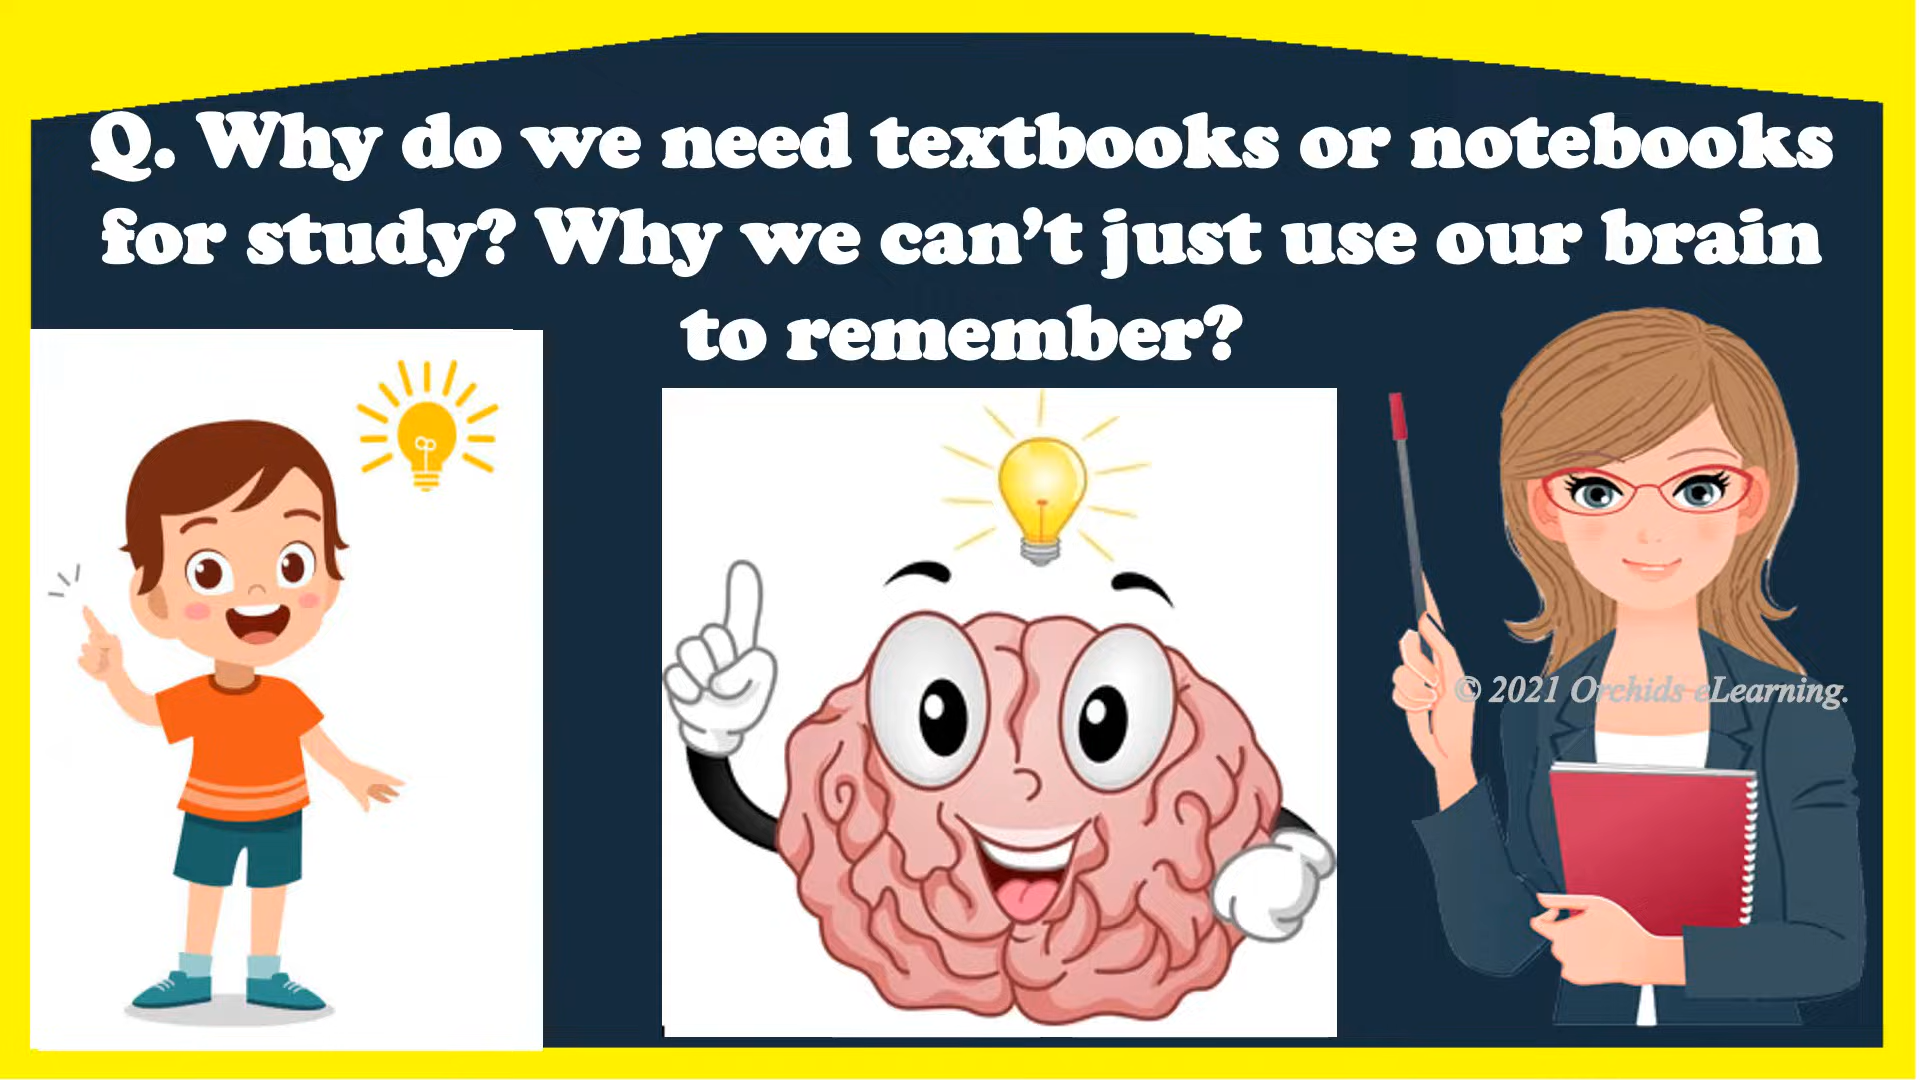 Q. Why do we need textbooks or notebooks
for study? Why we can’t just use our brain
to remember?
© 2021 Orchids eLearning.